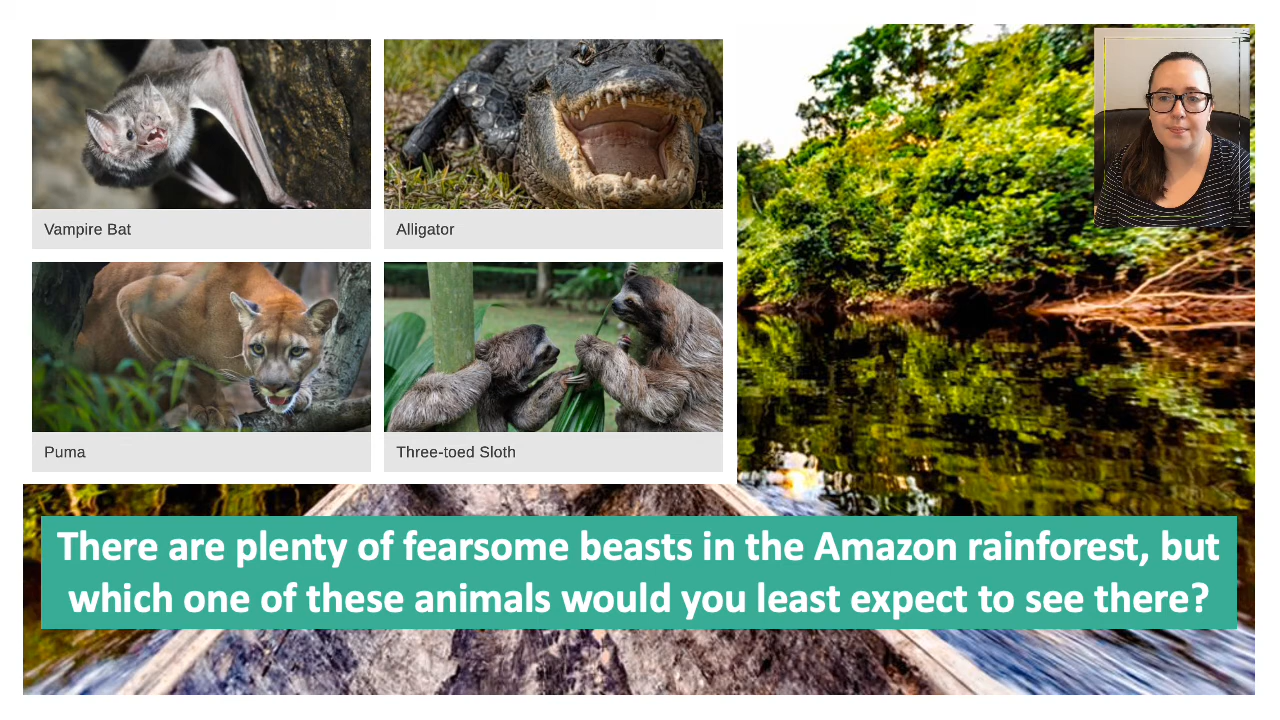 Vampire Bat
Alligator
Puma
Three-toed Sloth
There are plenty of fearsome beasts in the Amazon rainforest, but
which one of these animals would you least expect to see there?